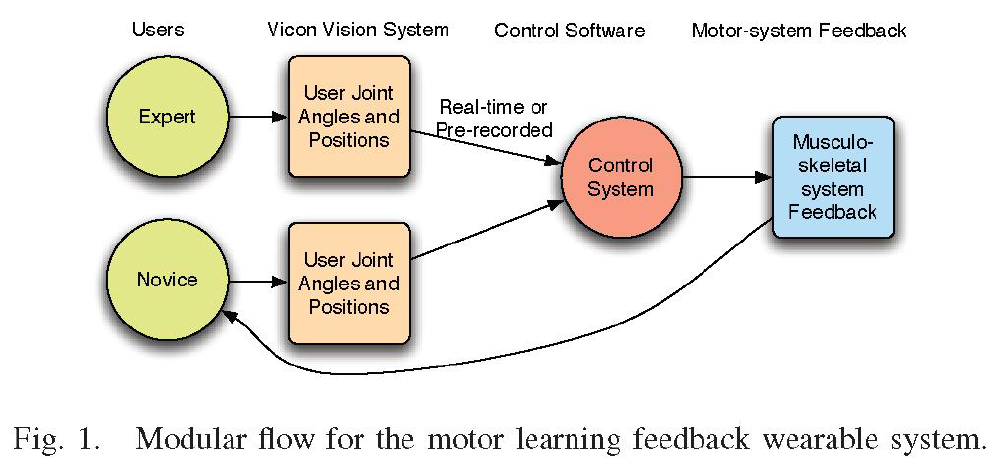 Users
Vicon Vision System
Control Software
Motor-system Feedback
Expert
User Joint
Angles and
Positions
Real-time or
Pre-recorded
Control
System
Musculo-
skeletal
system
Feedback
Novice
User Joint
Angles and
Positions
Fig. 1. Modular flow for the motor learning feedback wearable system.